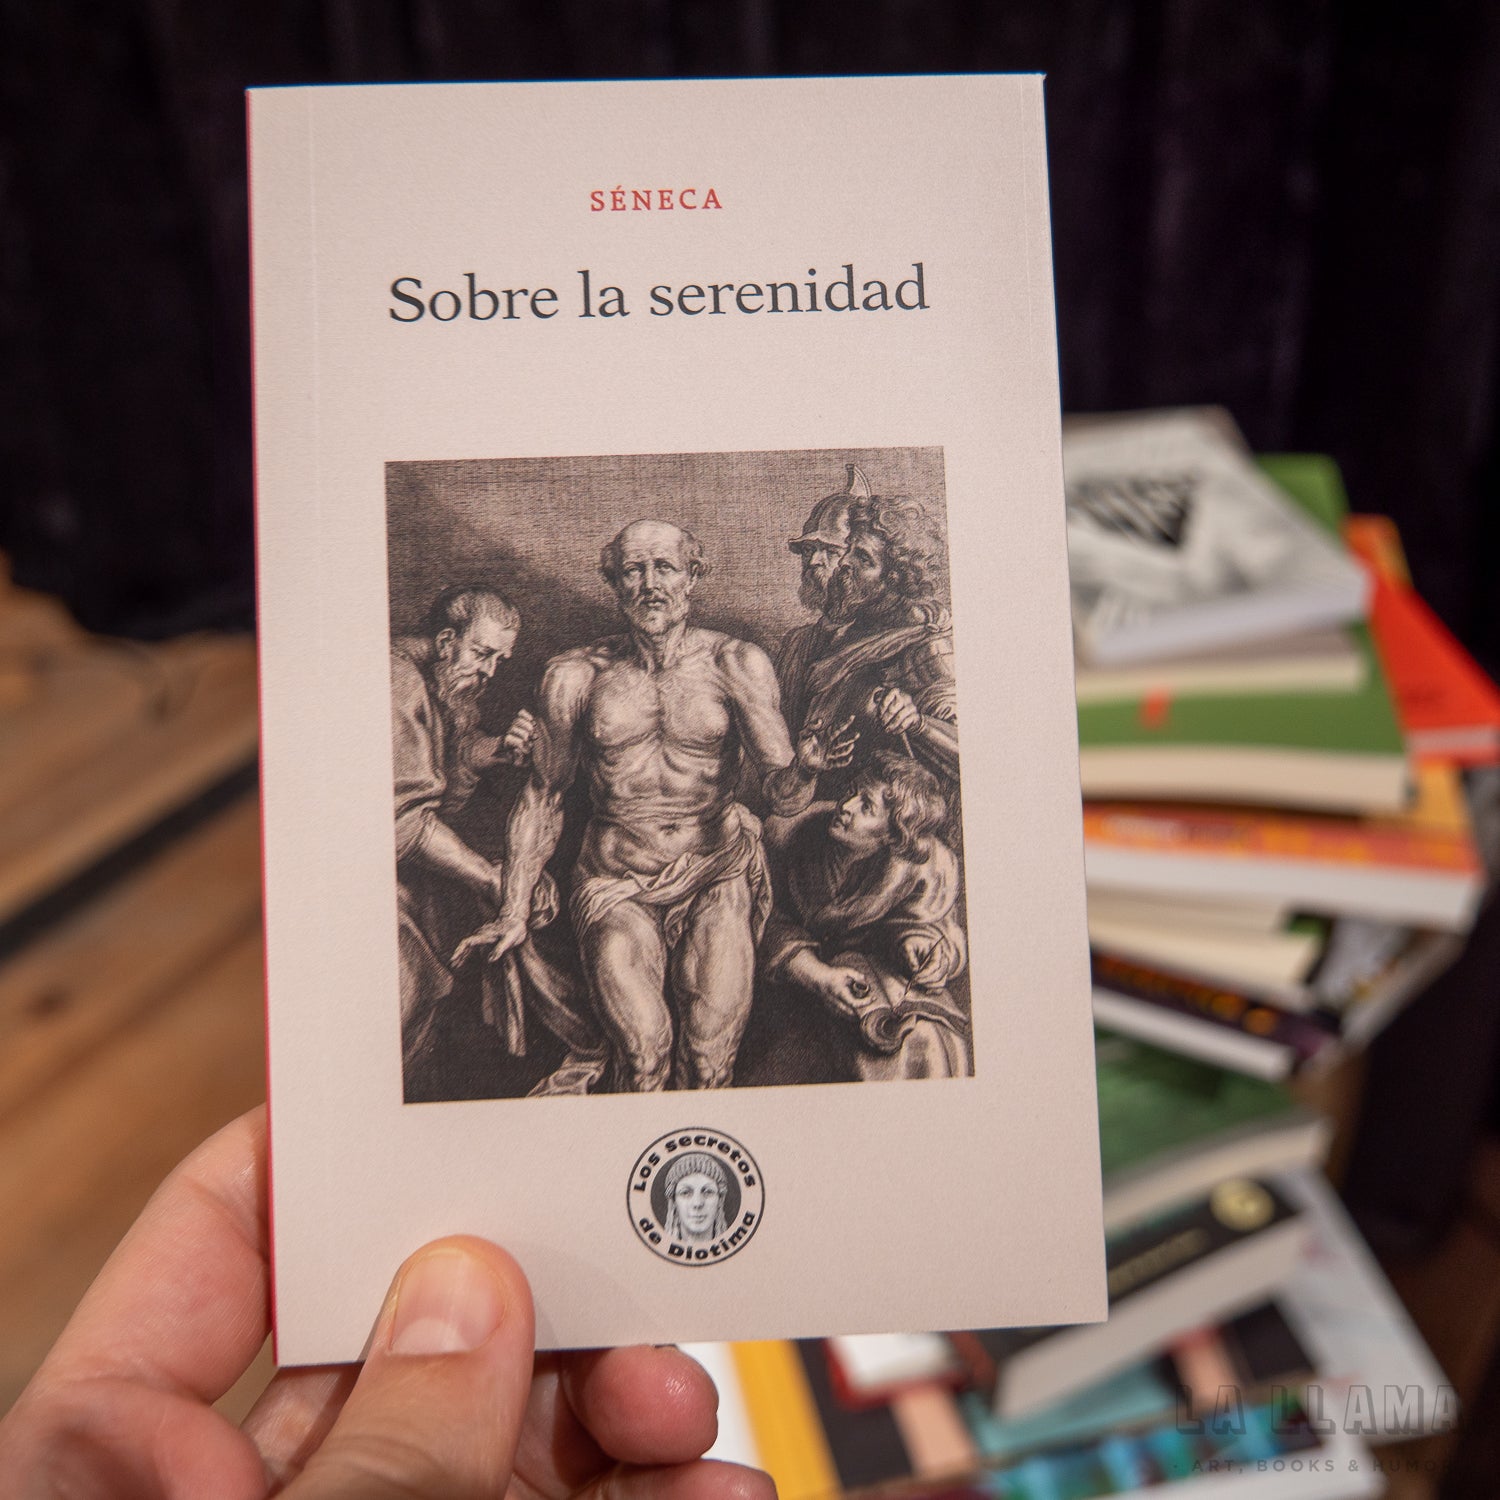 SÉNECA
Sobre la serenidad
Los secretos
de Diotima
LA LLAMA
ART, BOOKS & HUMOR